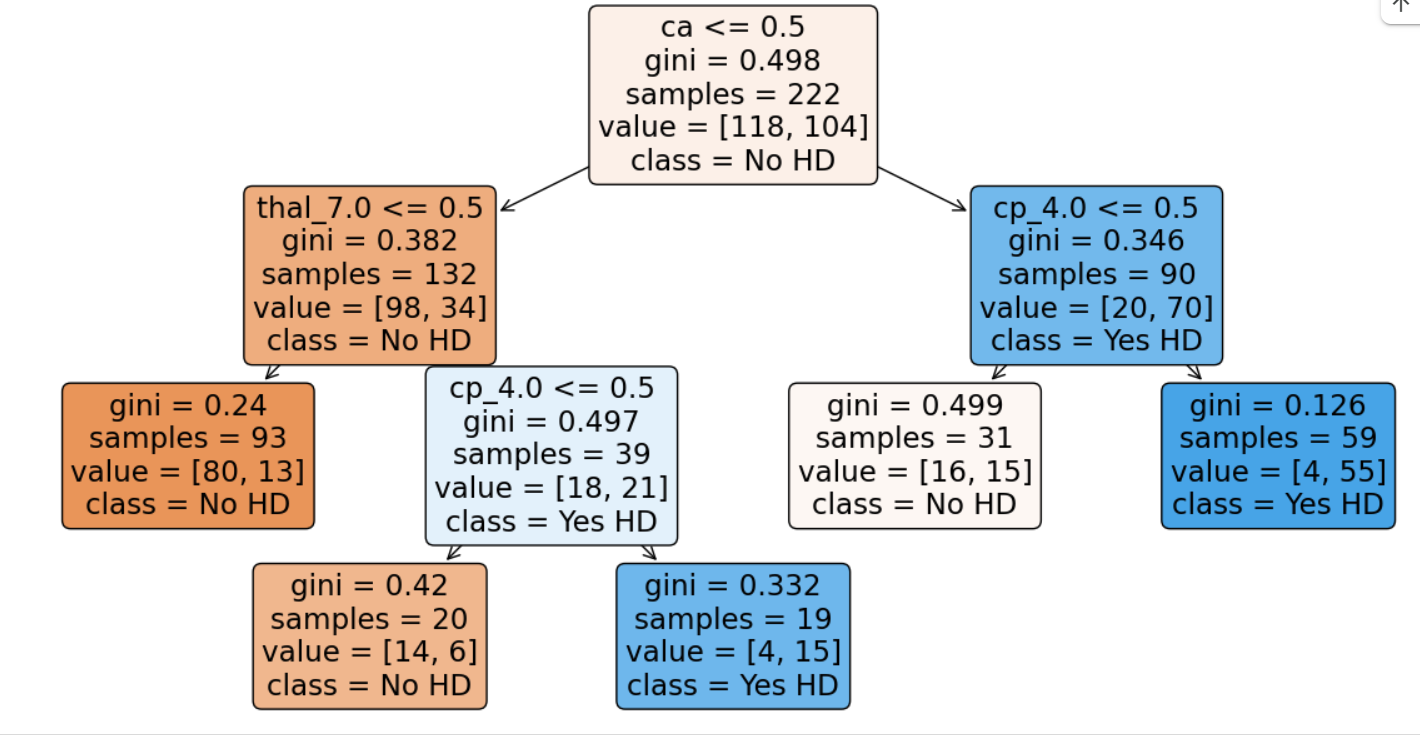 ca <= 0.5
gini = 0.498
samples = 222
value = [118, 104]
class = No HD
thal_7.0 <= 0.5
gini = 0.382
samples = 132
value = [98, 34]
class = No HD
cp_4.0 <= 0.5
gini = 0.346
samples = 90
value = [20, 70]
class = Yes HD
gini = 0.24
samples = 93
value = [80, 13]
class = No HD
cp_4.0 <= 0.5
gini = 0.497
samples = 39
value = [18, 21]
class = Yes HD
gini = 0.499
samples = 31
value = [16, 15]
class = No HD
gini = 0.126
samples = 59
value = [4, 55]
class = Yes HD
gini = 0.42
samples = 20
value = [14, 6]
class = No HD
gini = 0.332
samples = 19
value = [4, 15]
class = Yes HD